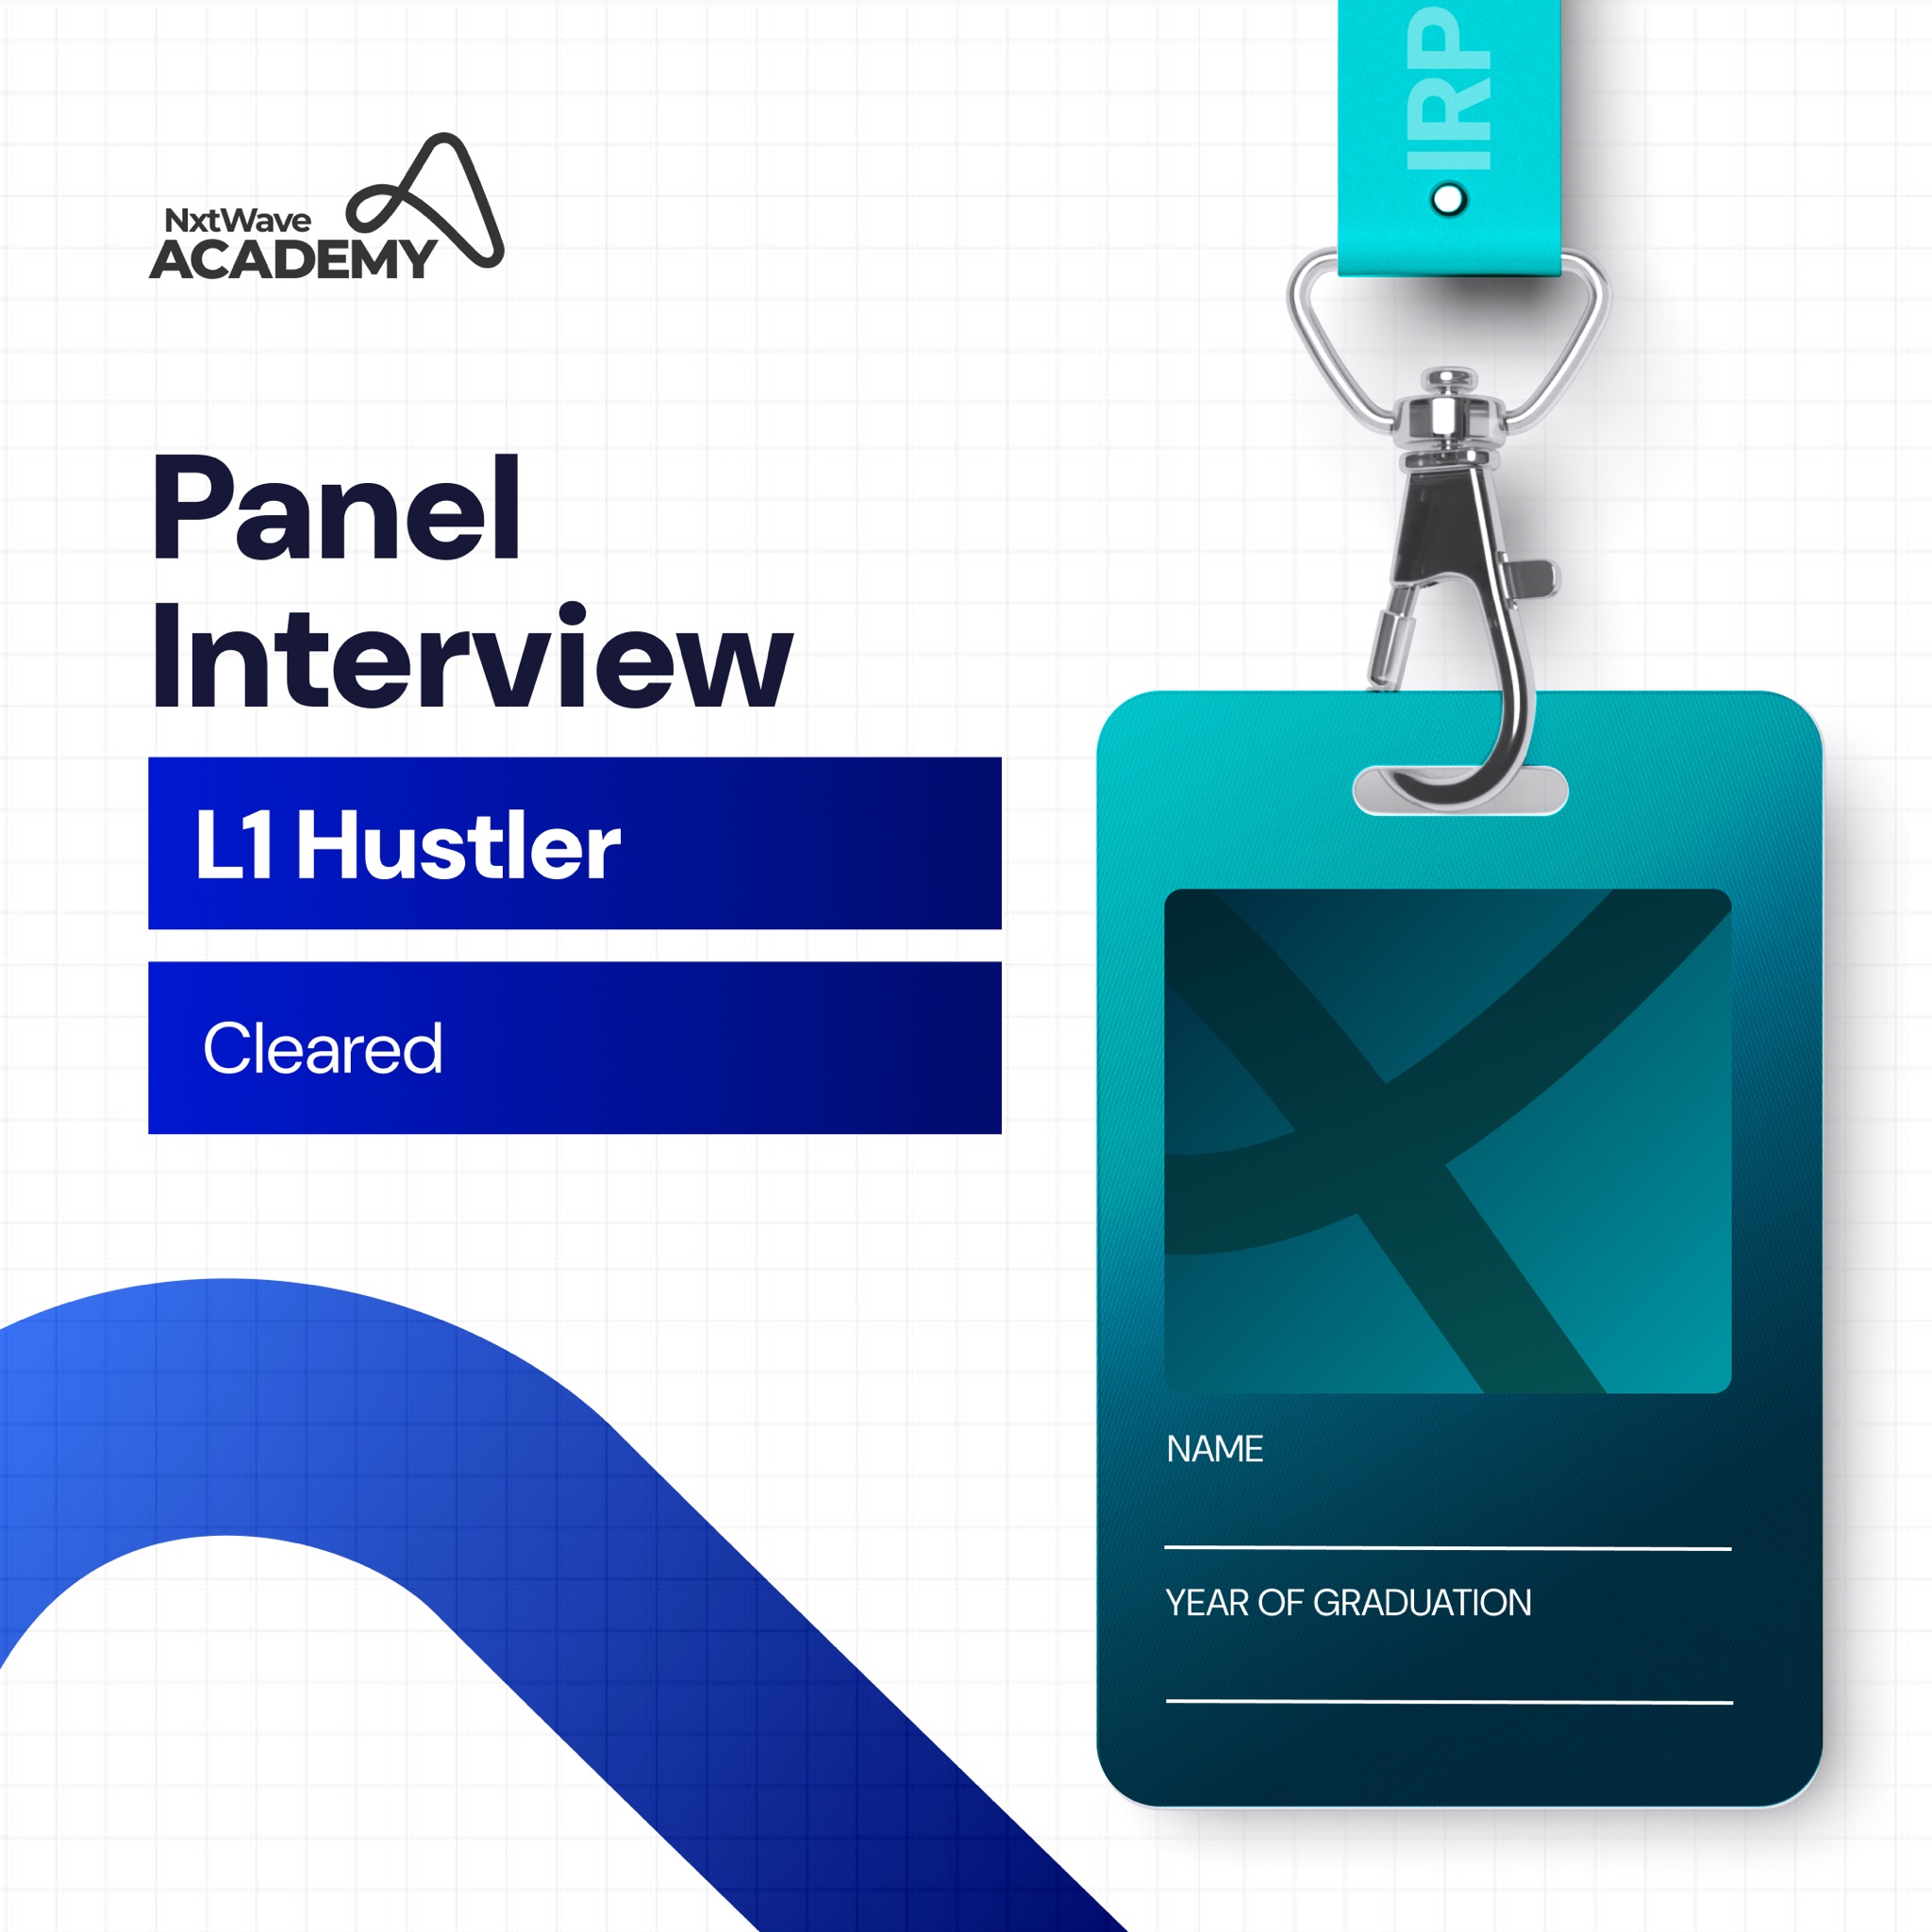 NxtWave
ACADEMY
Panel
Interview
L1 Hustler
Cleared
IRP
NAME
YEAR OF GRADUATION